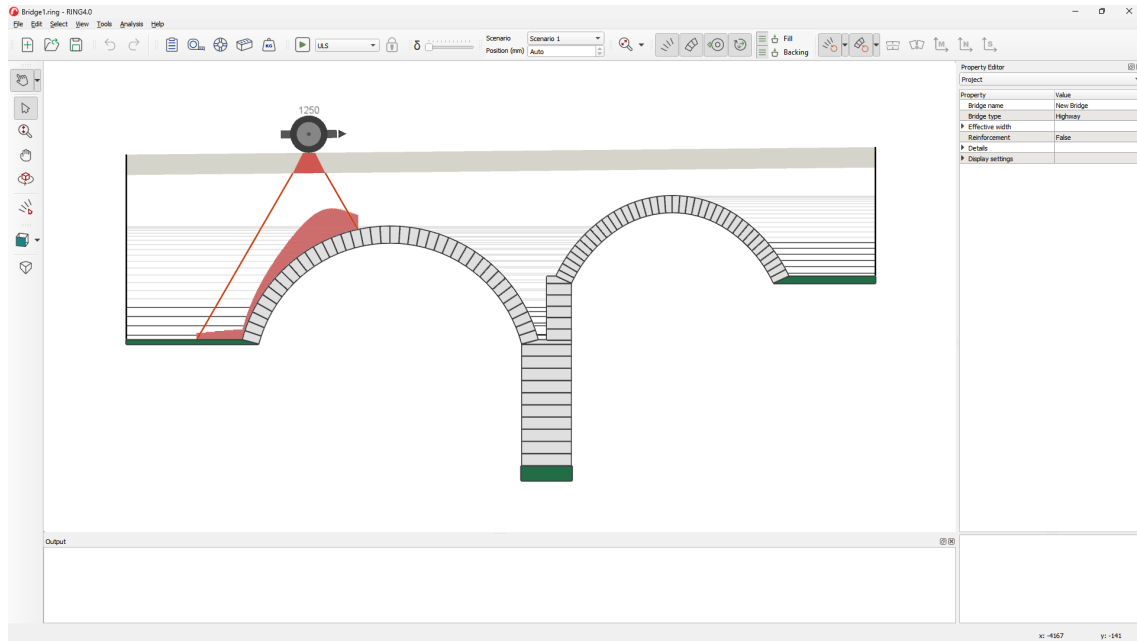 Bridge1.ring - RING4.0
File Edit Select View Tools Analysis Help
KG
ULS
δ
Scenario Scenario 1
Position (mm) Auto
Fill
Backing
M N S
Property Editor
Project
Property Value
Bridge name New Bridge
Bridge type Highway
Effective width
Reinforcement False
Details
Display settings
1250
Output
x: -4167 y: -141